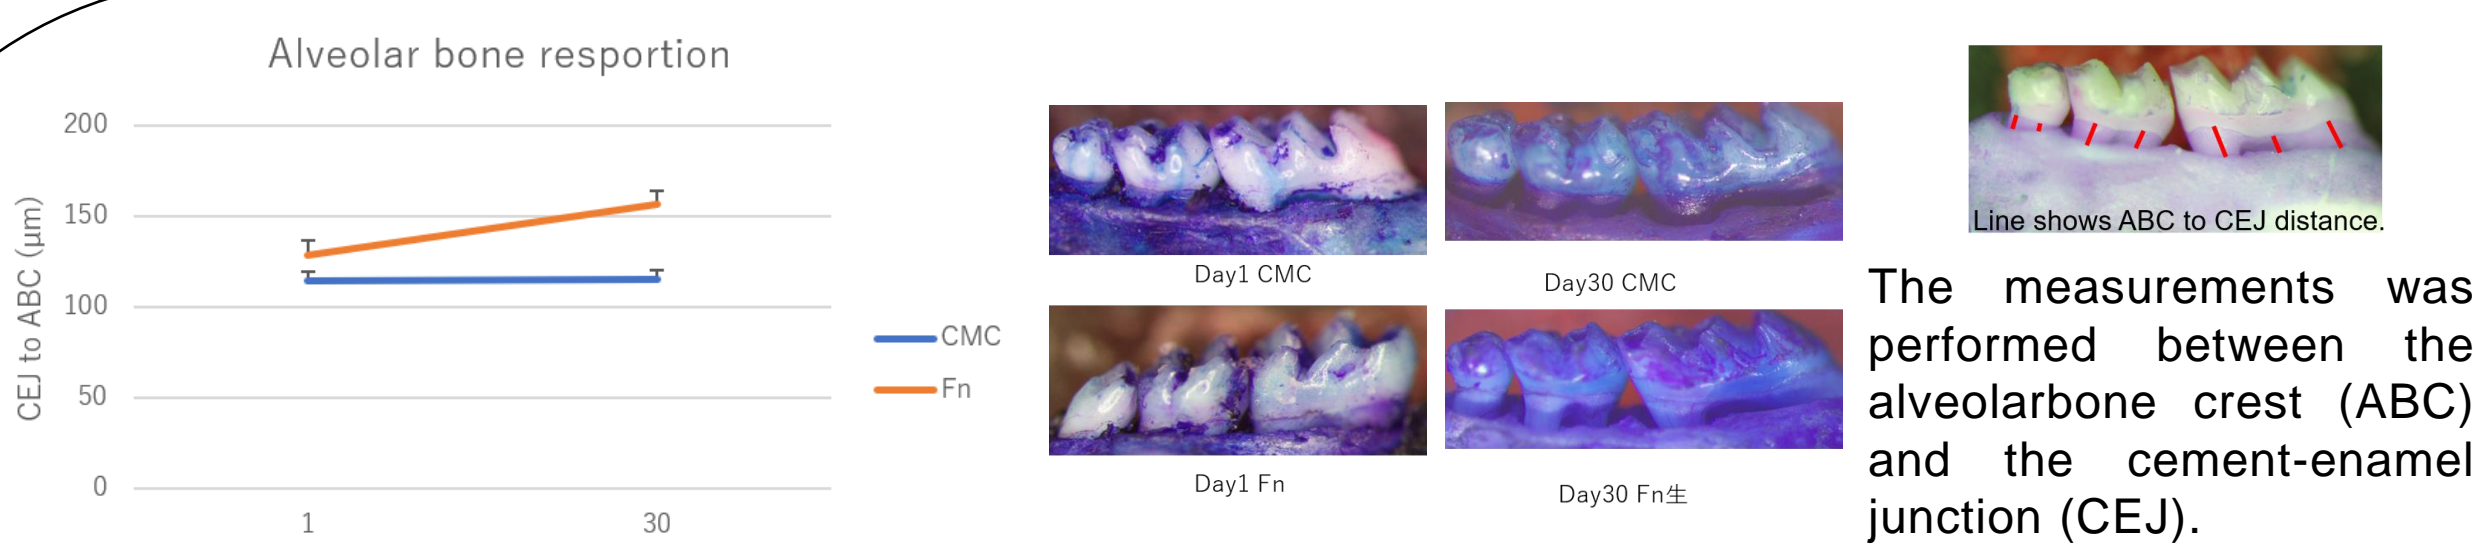 Alveolar bone resportion
200
150
100
50
0
CEJ to ABC (μm)
1
30
CMC
Fn
Day1 CMC
Day30 CMC
Day1 Fn
Day30 Fn生
Line shows ABC to CEJ distance.
The measurements was
performed between the
alveolarbone crest (ABC)
and the cement-enamel
junction (CEJ).